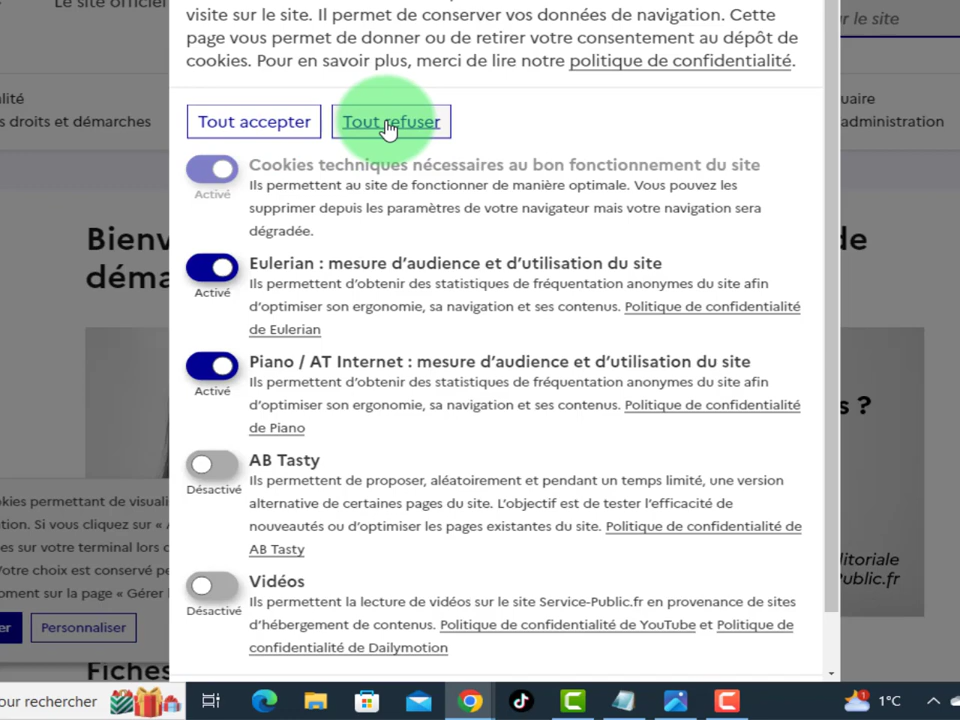 Le site officiel
visite sur le site. Il permet de conserver vos données de navigation. Cette
page vous permet de donner ou de retirer votre consentement au dépôt de
cookies. Pour en savoir plus, merci de lire notre politique de confidentialité.
r le site
lité
s droits et démarches
uaire
administration
Tout accepter
Tout refuser
Cookies techniques nécessaires au bon fonctionnement du site
Activé
Ils permettent au site de fonctionner de manière optimale. Vous pouvez les
supprimer depuis les paramètres de votre navigateur mais votre navigation sera
dégradée.
Bienv
de
déma
Eulerian : mesure d’audience et d’utilisation du site
Activé
Ils permettent d’obtenir des statistiques de fréquentation anonymes du site afin
d’optimiser son ergonomie, sa navigation et ses contenus. Politique de confidentialité
de Eulerian
Piano / AT Internet : mesure d’audience et d’utilisation du site
Activé
Ils permettent d’obtenir des statistiques de fréquentation anonymes du site afin
d’optimiser son ergonomie, sa navigation et ses contenus. Politique de confidentialité
de Piano
s ?
AB Tasty
Désactivé
Ils permettent de proposer, aléatoirement et pendant un temps limité, une version
alternative de certaines pages du site. L’objectif est de tester l’efficacité de
nouveautés ou d’optimiser les pages existantes du site. Politique de confidentialité de
AB Tasty
Vidéos
Désactivé
Ils permettent la lecture de vidéos sur le site Service-Public.fr en provenance de sites
d’hébergement de contenus. Politique de confidentialité de YouTube et Politique de
confidentialité de Dailymotion
itoriale
Public.fr
kies permettant de visuali
tion. Si vous cliquez sur « A
es sur votre terminal lors c
Votre choix est conservé pe
oment sur la page « Gérer l
er
Personnaliser
Fiches
our rechercher
1
1°C